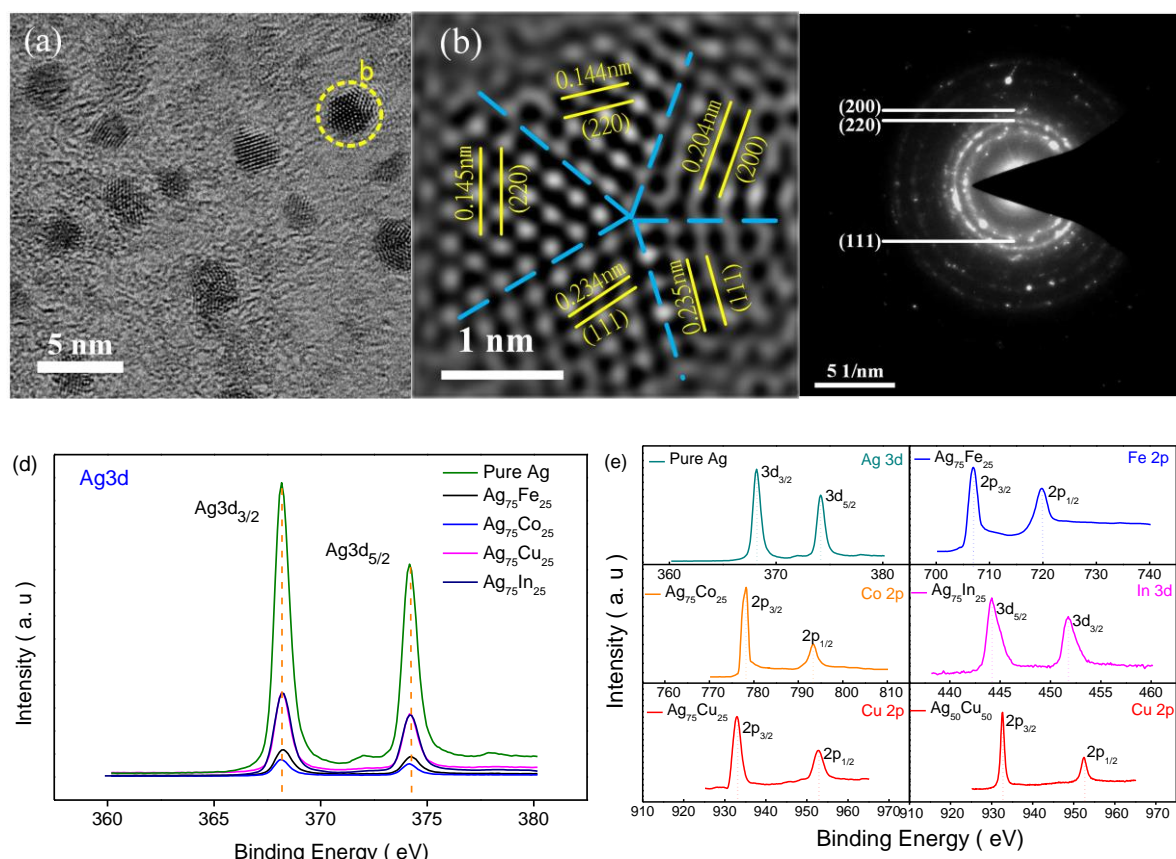 (a)
b
5 nm
(b)
0.144nm
(220)
0.204nm
(200)
0.145nm
(220)
0.234nm
(111)
0.235nm
(111)
1 nm
(200)
(220)
(111)
5 1/nm
(d)
Ag3d
Ag3d3/2
Ag3d5/2
Pure Ag
Ag75Fe25
Ag75Co25
Ag75Cu25
Ag75In25
Intensity ( a. u )
360 365 370 375 380
Binding Energy ( eV)
(e)
Pure Ag
Ag 3d
3d3/2
3d5/2
360 370 380
Ag75Fe25
Fe 2p
2p3/2
2p1/2
700 710 720 730 740
Ag75Co25
Co 2p
2p3/2
2p1/2
760 770 780 790 800 810
Ag75In25
In 3d
3d5/2
3d3/2
440 444 448 452 456 460
Ag75Cu25
Cu 2p
2p3/2
2p1/2
910 920 930 940 950 960 970
Ag50Cu50
Cu 2p
2p3/2
2p1/2
910 920 930 940 950 960 970
Intensity ( a. u )
Binding Energy ( eV)